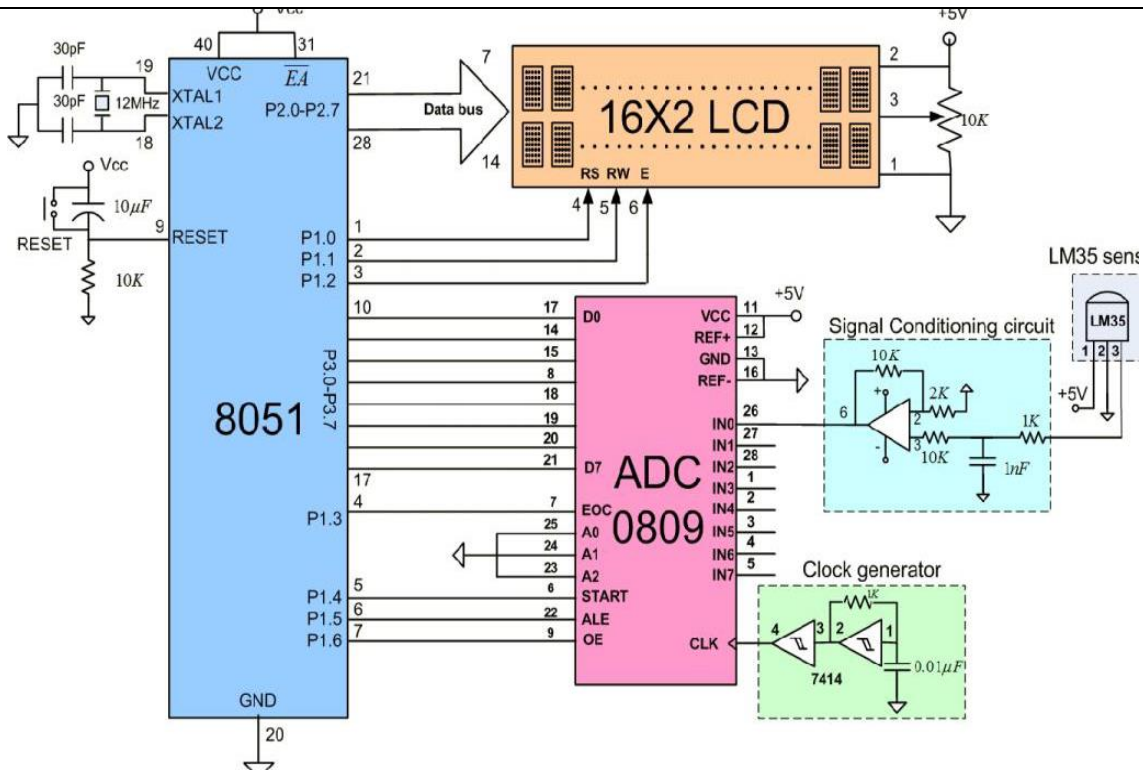 Vcc
+5V
40
31
VCC
EA
30pF
19
XTAL1
30pF
12MHz
XTAL2
18
21
P2.0-P2.7
28
Data bus
7
14
16X2 LCD
RS RW E
4
5
6
2
3
10K
1
Vcc
10µF
RESET
9
RESET
10K
P1.0
1
P1.1
2
P1.2
3
8051
P3.0-P3.7
10
17
17
D0
14
15
8
18
19
20
21
D7
P1.3
4
7
EOC
25
A0
24
A1
23
A2
P1.4
5
6
START
P1.5
6
22
ALE
P1.6
7
9
OE
GND
20
ADC
0809
VCC
11
+5V
REF+
12
GND
13
REF-
16
IN0
26
IN1
27
IN2
28
IN3
1
IN4
2
IN5
3
IN6
4
IN7
5
CLK
Signal Conditioning circuit
10K
6
+
-
2
2K
3
10K
1K
1nF
LM35 sens
LM35
1 2 3
+5V
Clock generator
1K
4
3
2
1
7414
0.01µF